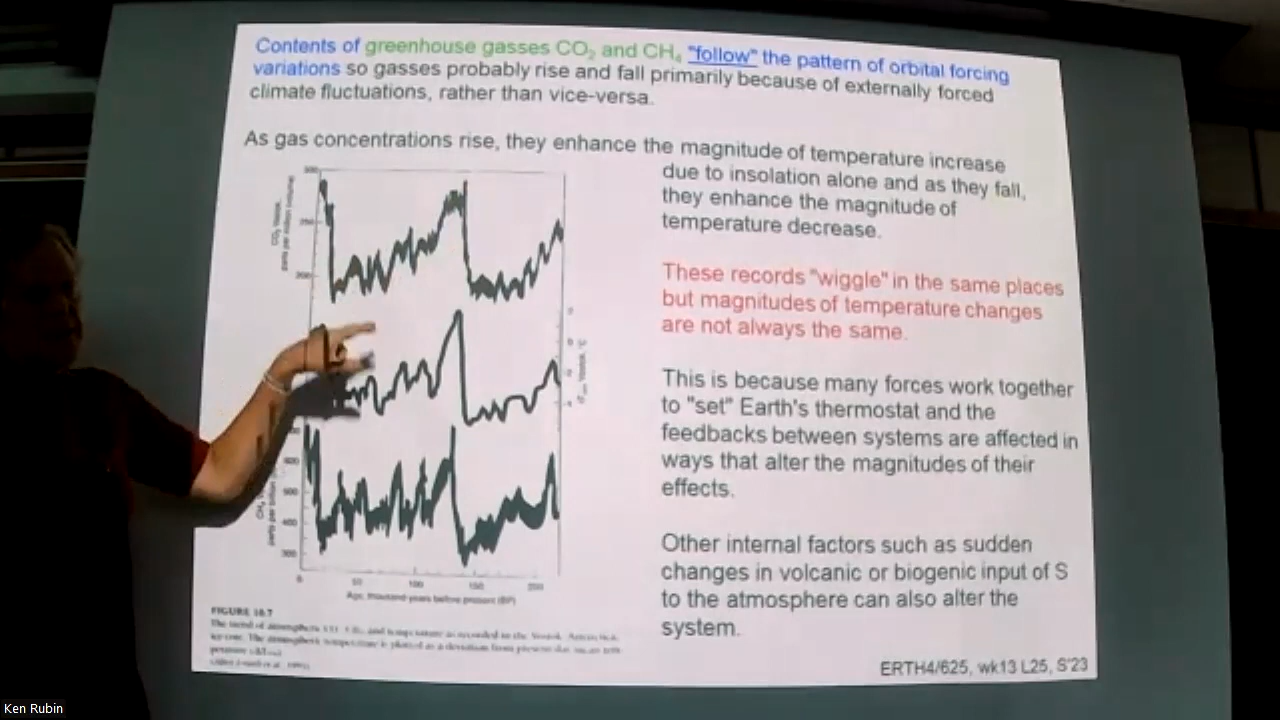 Contents of greenhouse gasses CO₂ and CH₄ "follow" the pattern of orbital forcing
variations so gasses probably rise and fall primarily because of externally forced
climate fluctuations, rather than vice-versa.
As gas concentrations rise, they enhance the magnitude of temperature increase
due to insolation alone and as they fall,
they enhance the magnitude of
temperature decrease.
These records "wiggle" in the same places
but magnitudes of temperature changes
are not always the same.
This is because many forces work together
to "set" Earth's thermostat and the
feedbacks between systems are affected in
ways that alter the magnitudes of their
effects.
Other internal factors such as sudden
changes in volcanic or biogenic input of S
to the atmosphere can also alter the
system.
400
300
0
50
100
150
200
Age, thousand years before present (BP)
FIGURE
ERTH4/625, wk13 L25, S'23
Ken Rubin